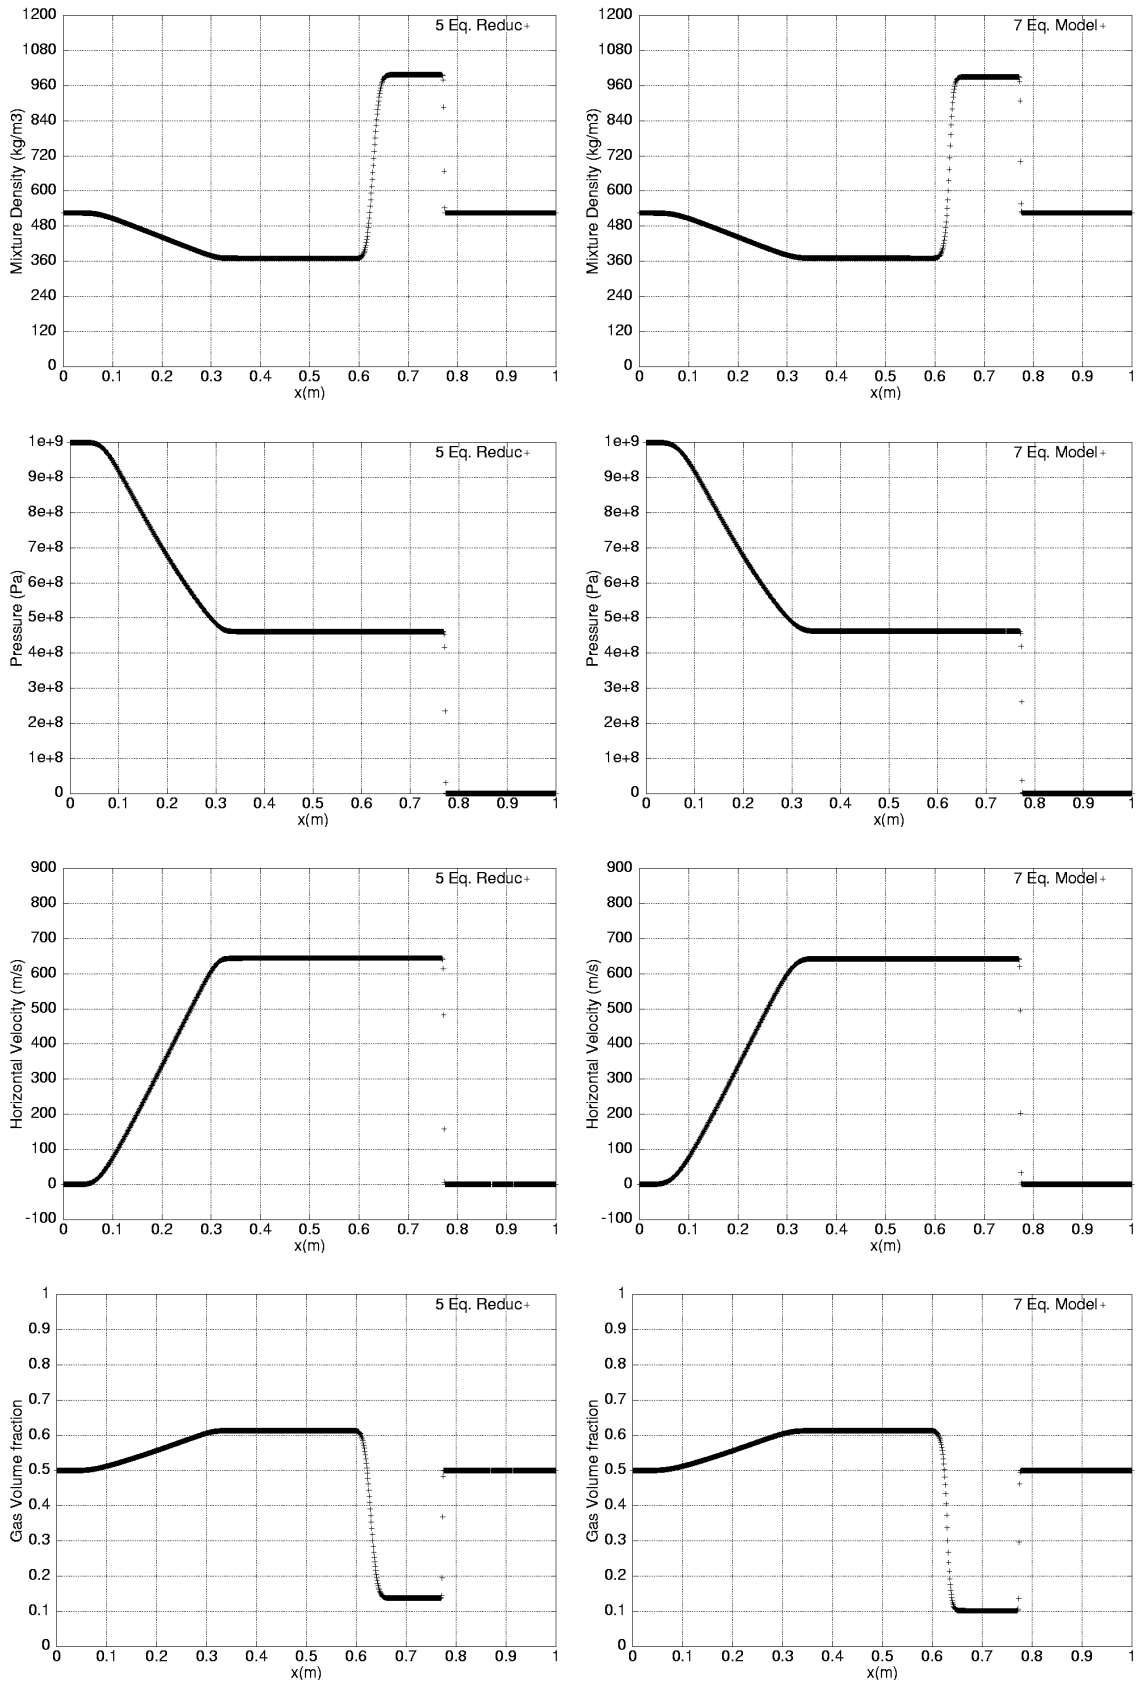 5 Eq. Reduc
Mixture Density (kg/m3)
1200
1080
960
840
720
600
480
360
240
120
0
0 0.1 0.2 0.3 0.4 0.5 0.6 0.7 0.8 0.9 1
x(m)
7 Eq. Model
Mixture Density (kg/m3)
1200
1080
960
840
720
600
480
360
240
120
0
0 0.1 0.2 0.3 0.4 0.5 0.6 0.7 0.8 0.9 1
x(m)
5 Eq. Reduc
Pressure (Pa)
1e+9
9e+8
8e+8
7e+8
6e+8
5e+8
4e+8
3e+8
2e+8
1e+8
0
0 0.1 0.2 0.3 0.4 0.5 0.6 0.7 0.8 0.9 1
x(m)
7 Eq. Model
Pressure (Pa)
1e+9
9e+8
8e+8
7e+8
6e+8
5e+8
4e+8
3e+8
2e+8
1e+8
0
0 0.1 0.2 0.3 0.4 0.5 0.6 0.7 0.8 0.9 1
x(m)
5 Eq. Reduc
Horizontal Velocity (m/s)
900
800
700
600
500
400
300
200
100
0
-100
0 0.1 0.2 0.3 0.4 0.5 0.6 0.7 0.8 0.9 1
x(m)
7 Eq. Model
Horizontal Velocity (m/s)
900
800
700
600
500
400
300
200
100
0
-100
0 0.1 0.2 0.3 0.4 0.5 0.6 0.7 0.8 0.9 1
x(m)
5 Eq. Reduc
Gas Volume fraction
1
0.9
0.8
0.7
0.6
0.5
0.4
0.3
0.2
0.1
0
0 0.1 0.2 0.3 0.4 0.5 0.6 0.7 0.8 0.9 1
x(m)
7 Eq. Model
Gas Volume fraction
1
0.9
0.8
0.7
0.6
0.5
0.4
0.3
0.2
0.1
0
0 0.1 0.2 0.3 0.4 0.5 0.6 0.7 0.8 0.9 1
x(m)